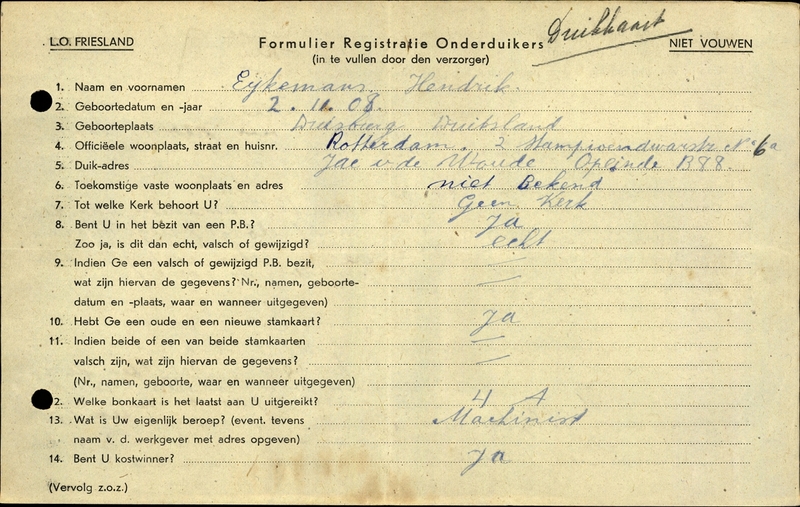 L.O. FRIESLAND
Formulier Registratie Onderduikers
Duikkaart
NIET VOUWEN
(in te vullen door den verzorger)
1. Naam en voornamen Eykemans Hendrik.
2. Geboortedatum en -jaar 2.11.08.
3. Geboorteplaats Duisburg Duitsland
4. Officiëele woonplaats, straat en huisnr. Rotterdam. 2 No 6a
5. Duik-adres Jac v de Woude Opeinde B88.
6. Toekomstige vaste woonplaats en adres niet Bekend
7. Tot welke Kerk behoort U? Geen Kerk
8. Bent U in het bezit van een P.B.? Ja
Zoo ja, is dit dan echt, valsch of gewijzigd? echt
9. Indien Ge een valsch of gewijzigd P.B. bezit, —
wat zijn hiervan de gegevens? Nr., namen, geboorte- —
datum en -plaats, waar en wanneer uitgegeven)
10. Hebt Ge een oude en een nieuwe stamkaart? Ja
11. Indien beide of een van beide stamkaarten —
valsch zijn, wat zijn hiervan de gegevens? —
(Nr., namen, geboorte, waar en wanneer uitgegeven)
2. Welke bonkaart is het laatst aan U uitgereikt? 4 A
13. Wat is Uw eigenlijk beroep? (event. tevens Machinist
naam v. d. werkgever met adres opgeven)
14. Bent U kostwinner? Ja
(Vervolg z.o.z.)